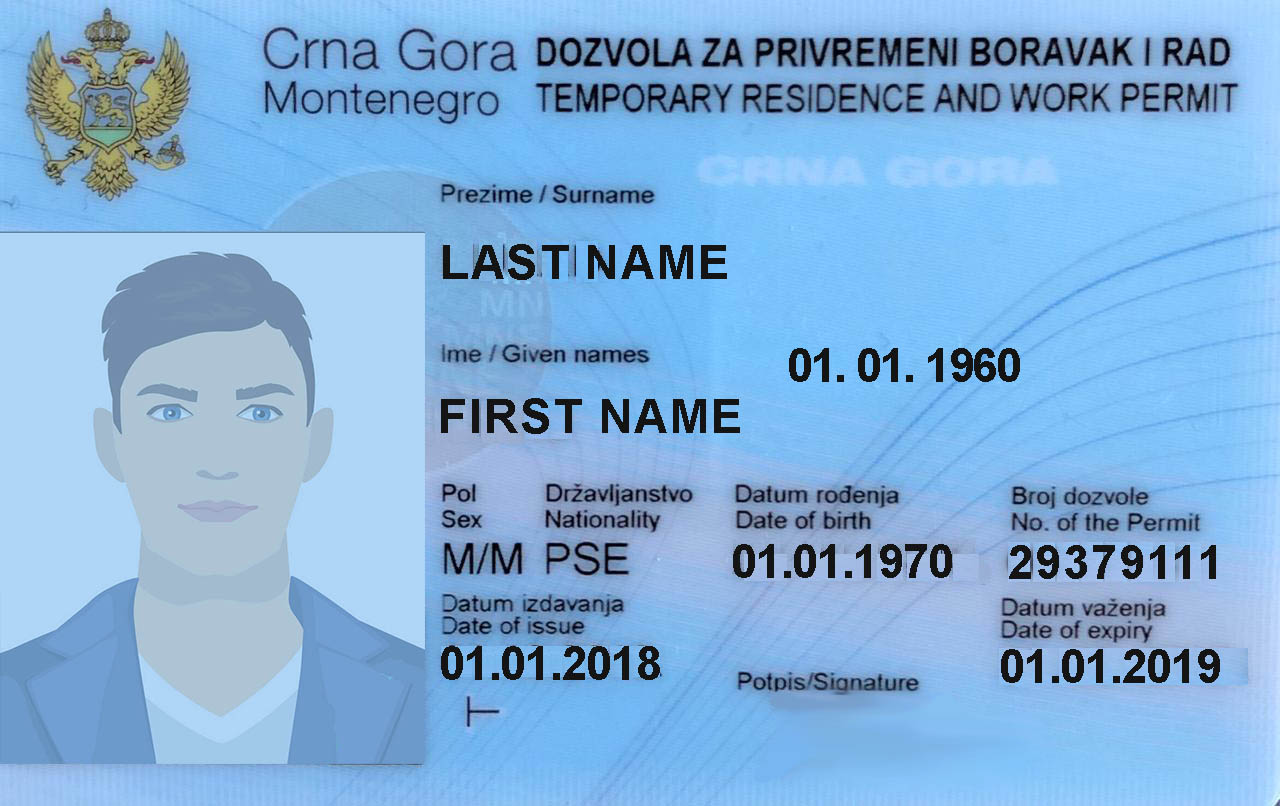 Crna Gora DOZVOLA ZA PRIVREMENI BORAVAK I RAD
Montenegro TEMPORARY RESIDENCE AND WORK PERMIT
CRNA GORA
Prezime / Surname
LAST NAME
MN
MNE
Ime / Given names
01. 01. 1960
FIRST NAME
Pol Državljanstvo Datum rođenja Broj dozvole
Sex Nationality Date of birth No. of the Permit
M/M PSE 01.01.1970 29379111
Datum izdavanja Datum važenja
Date of issue Date of expiry
01.01.2018 01.01.2019
Potpis/Signature